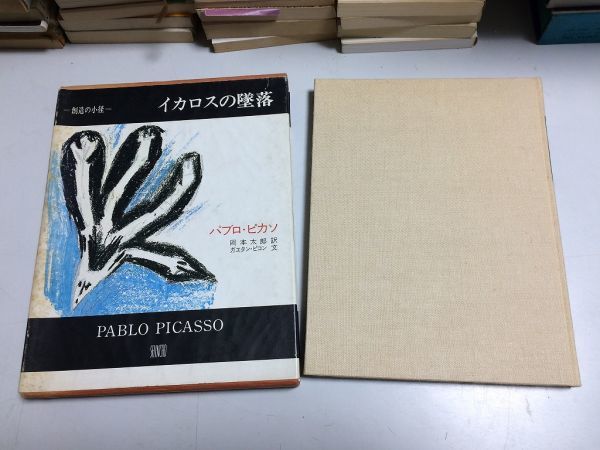 イカロスの墜落
—創造の小径—
パブロ・ピカソ
岡本太郎 訳
ガエタン・ピコン 文
PABLO PICASSO
SHINCHO